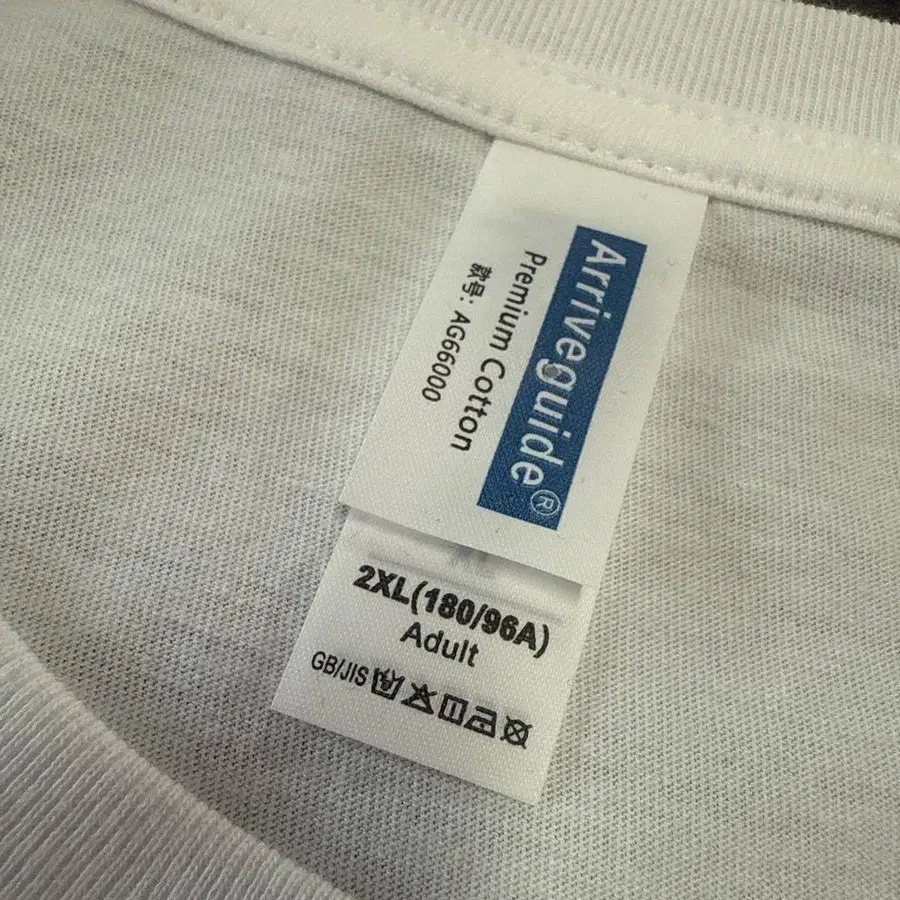 Arriveguide®
Premium Cotton
款号: AG66000
2XL(180/96A)
Adult
GB/JIS